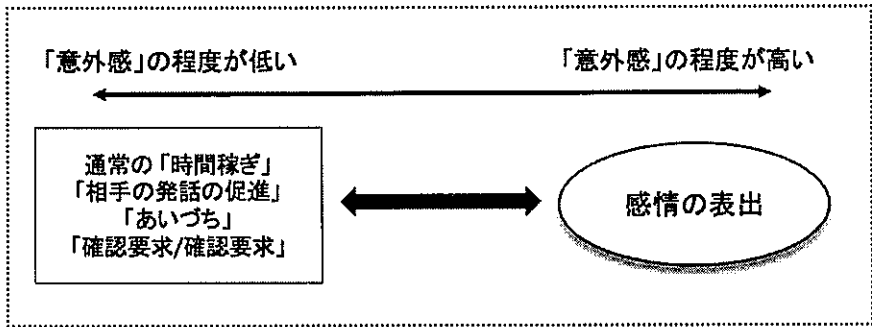 「意外感」の程度が低い
「意外感」の程度が高い
通常の「時間稼ぎ」
「相手の発話の促進」
「あいづち」
「確認要求/確認要求」
感情の表出